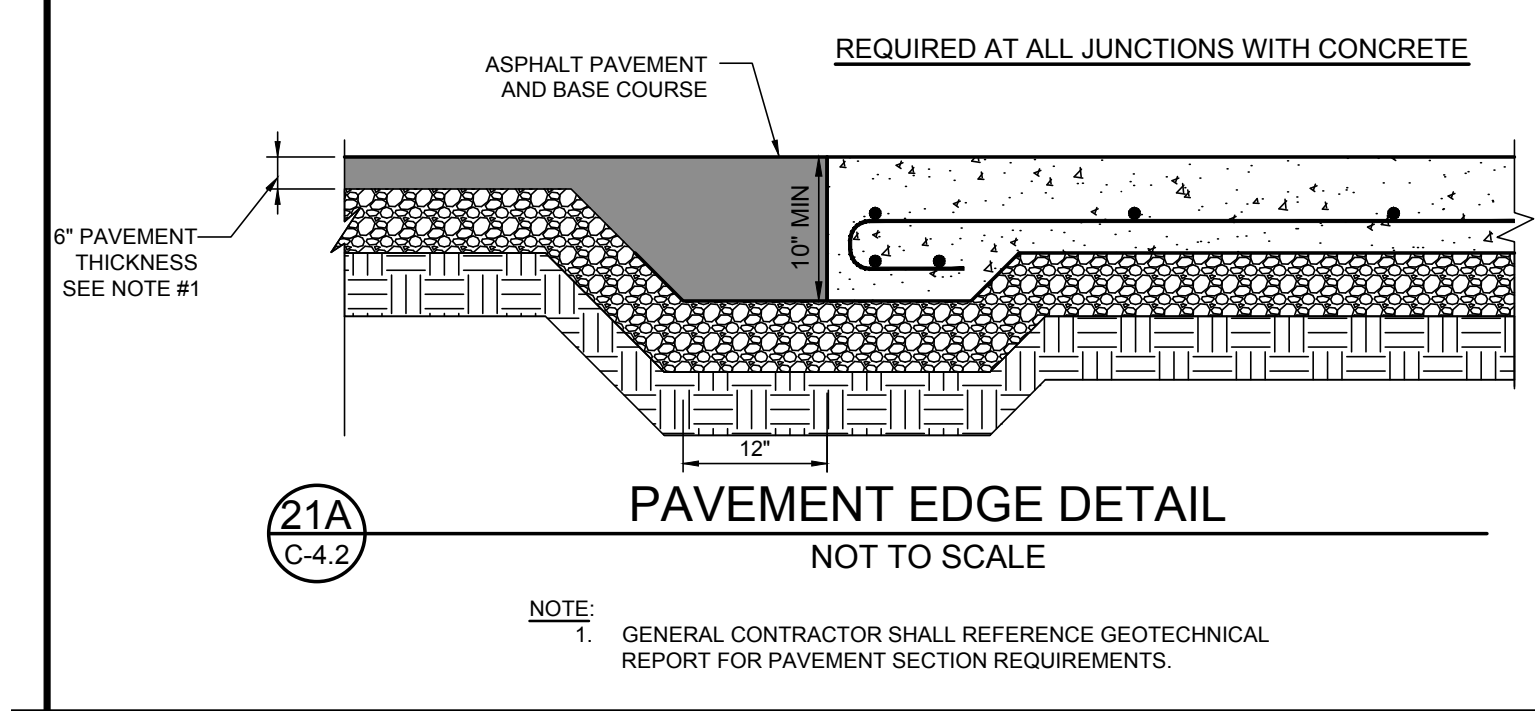 REQUIRED AT ALL JUNCTIONS WITH CONCRETE
ASPHALT PAVEMENT
AND BASE COURSE
10" MIN
6" PAVEMENT
THICKNESS
SEE NOTE #1
12"
21A
C-4.2
PAVEMENT EDGE DETAIL
NOT TO SCALE
NOTE:
1. GENERAL CONTRACTOR SHALL REFERENCE GEOTECHNICAL
REPORT FOR PAVEMENT SECTION REQUIREMENTS.